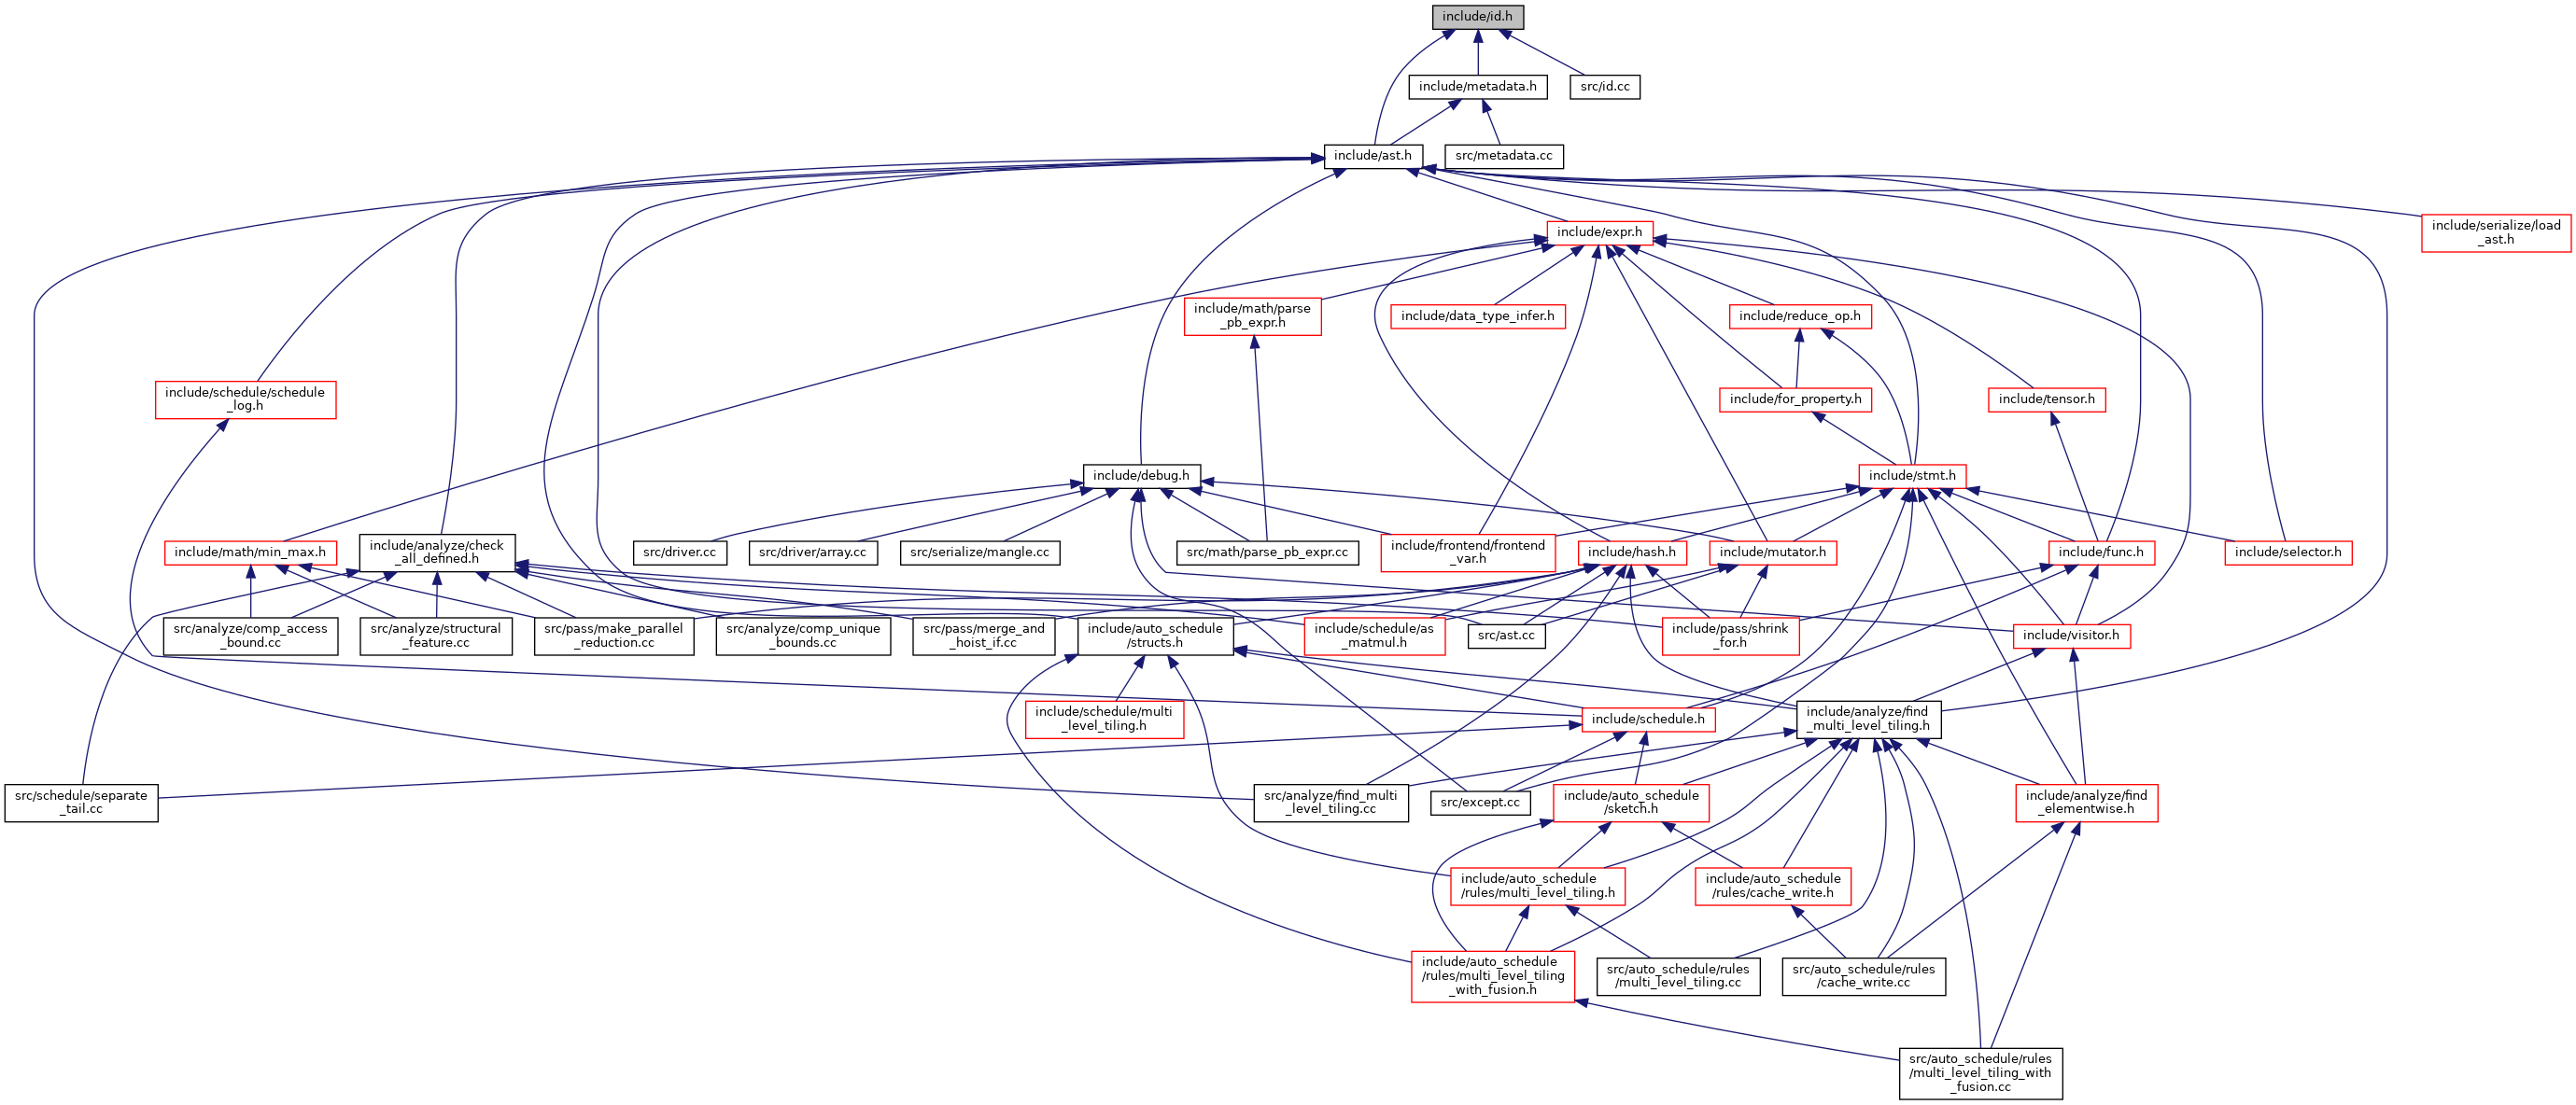 include/id.h
include/metadata.h
src/id.cc
include/ast.h
src/metadata.cc
include/expr.h
include/serialize/load
_ast.h
include/math/parse
_pb_expr.h
include/data_type_infer.h
include/reduce_op.h
include/schedule/schedule
_log.h
include/for_property.h
include/tensor.h
include/debug.h
include/stmt.h
include/math/min_max.h
include/analyze/check
_all_defined.h
src/driver.cc
src/driver/array.cc
src/serialize/mangle.cc
src/math/parse_pb_expr.cc
include/frontend/frontend
_var.h
include/hash.h
include/mutator.h
include/func.h
include/selector.h
src/analyze/comp_access
_bound.cc
src/analyze/structural
_feature.cc
src/pass/make_parallel
_reduction.cc
src/analyze/comp_unique
_bounds.cc
src/pass/merge_and
_hoist_if.cc
include/auto_schedule
/structs.h
include/schedule/as
_matmul.h
src/ast.cc
include/pass/shrink
_for.h
include/visitor.h
include/schedule/multi
_level_tiling.h
include/schedule.h
include/analyze/find
_multi_level_tiling.h
src/schedule/separate
_tail.cc
src/analyze/find_multi
_level_tiling.cc
src/except.cc
include/auto_schedule
/sketch.h
include/analyze/find
_elementwise.h
include/auto_schedule
/rules/multi_level_tiling.h
include/auto_schedule
/rules/cache_write.h
include/auto_schedule
/rules/multi_level_tiling
_with_fusion.h
src/auto_schedule/rules
/multi_level_tiling.cc
src/auto_schedule/rules
/cache_write.cc
src/auto_schedule/rules
/multi_level_tiling_with
_fusion.cc